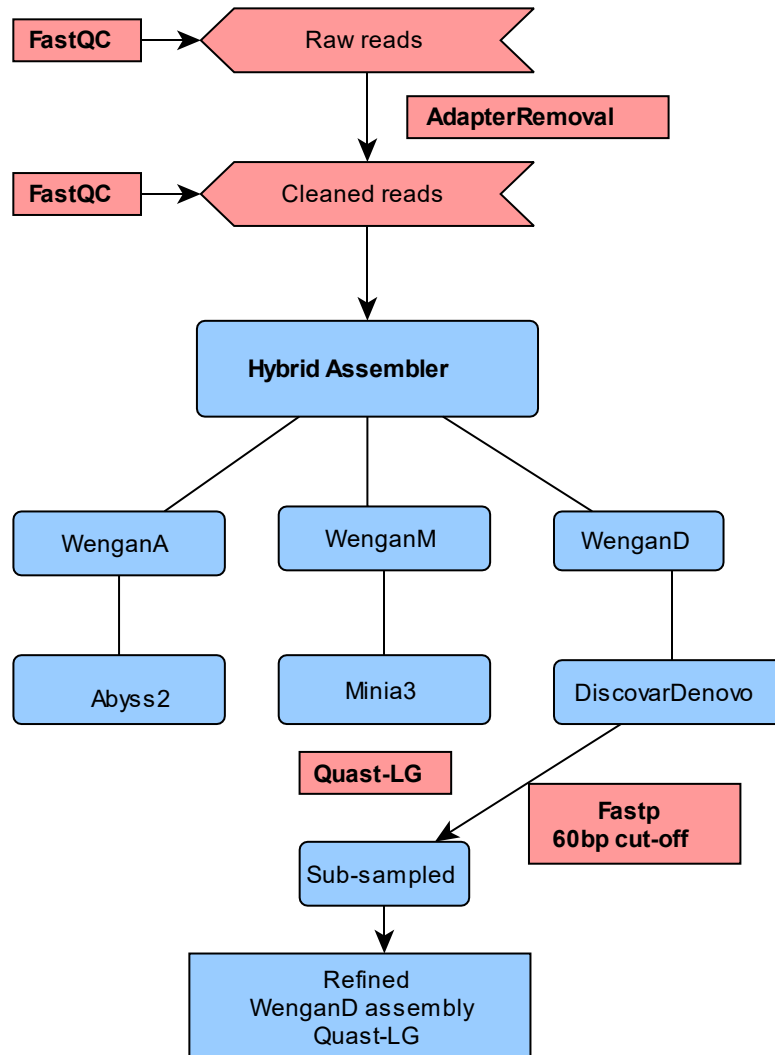 FastQC
Raw reads
AdapterRemoval
FastQC
Cleaned reads
Hybrid Assembler
WenganA
WenganM
WenganD
Abyss2
Minia3
DiscovarDenovo
Quast-LG
Fastp
60bp cut-off
Sub-sampled
Refined
WenganD assembly
Quast-LG